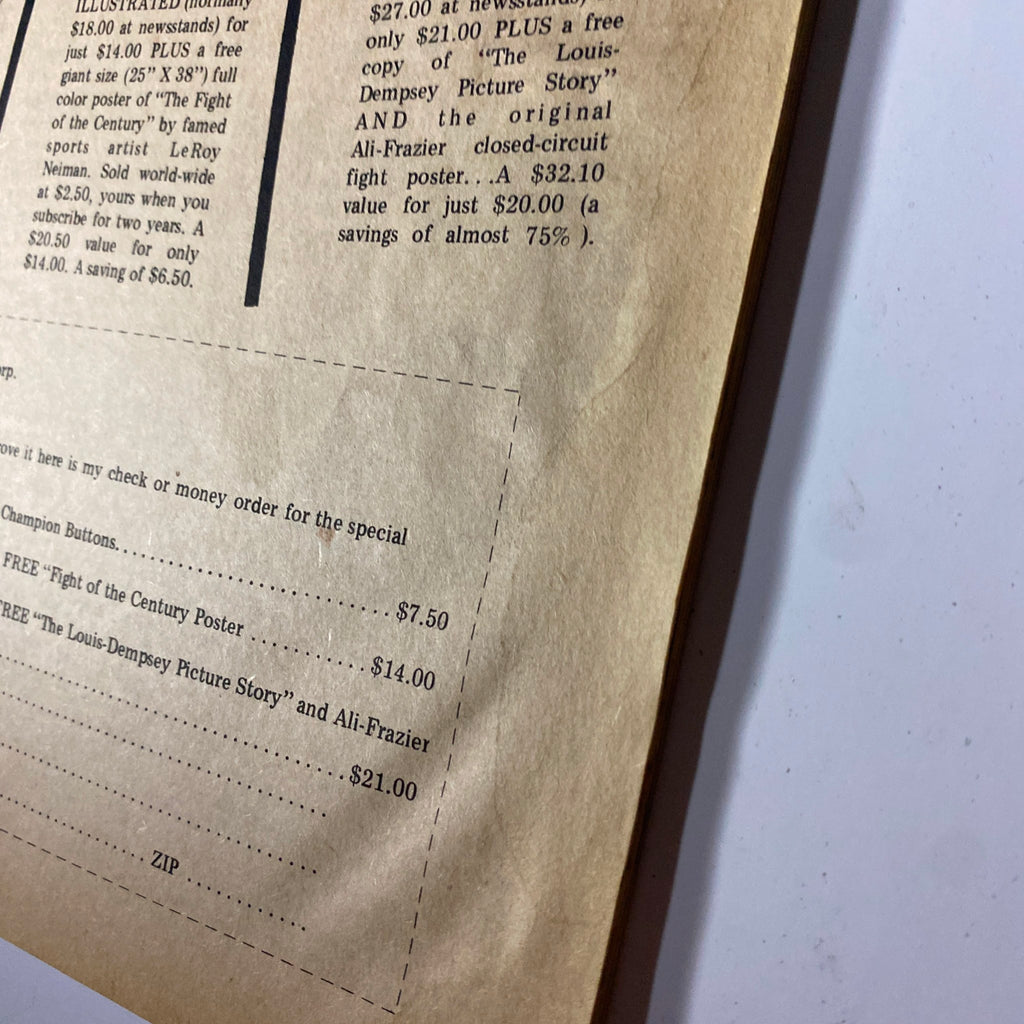 ILLUSTRATED (normally
$18.00 at newsstands) for
just $14.00 PLUS a free
giant size (25" X 38") full
color poster of "The Fight
of the Century" by famed
sports artist LeRoy
Neiman. Sold world-wide
at $2.50, yours when you
subscribe for two years. A
$20.50 value for only
$14.00. A saving of $6.50.
$27.00 at newsstands)
only $21.00 PLUS a free
copy of "The Louis-
Dempsey Picture Story"
AND the original
Ali-Frazier closed-circuit
fight poster...A $32.10
value for just $20.00 (a
savings of almost 75% ).
it here is my check or money order for the special
Champion Buttons. . . . . . . . . . . . . . . . . . . . . . . . . . . . . $7.50
FREE "Fight of the Century Poster . . . . . . . . . . . . $14.00
FREE "The Louis-Dempsey Picture Story" and Ali-Frazier
. . . . . . . . . . . . . . . . . . . . . . . . . . . . . . . . . . $21.00
ZIP . . . . . . . . . . . . .